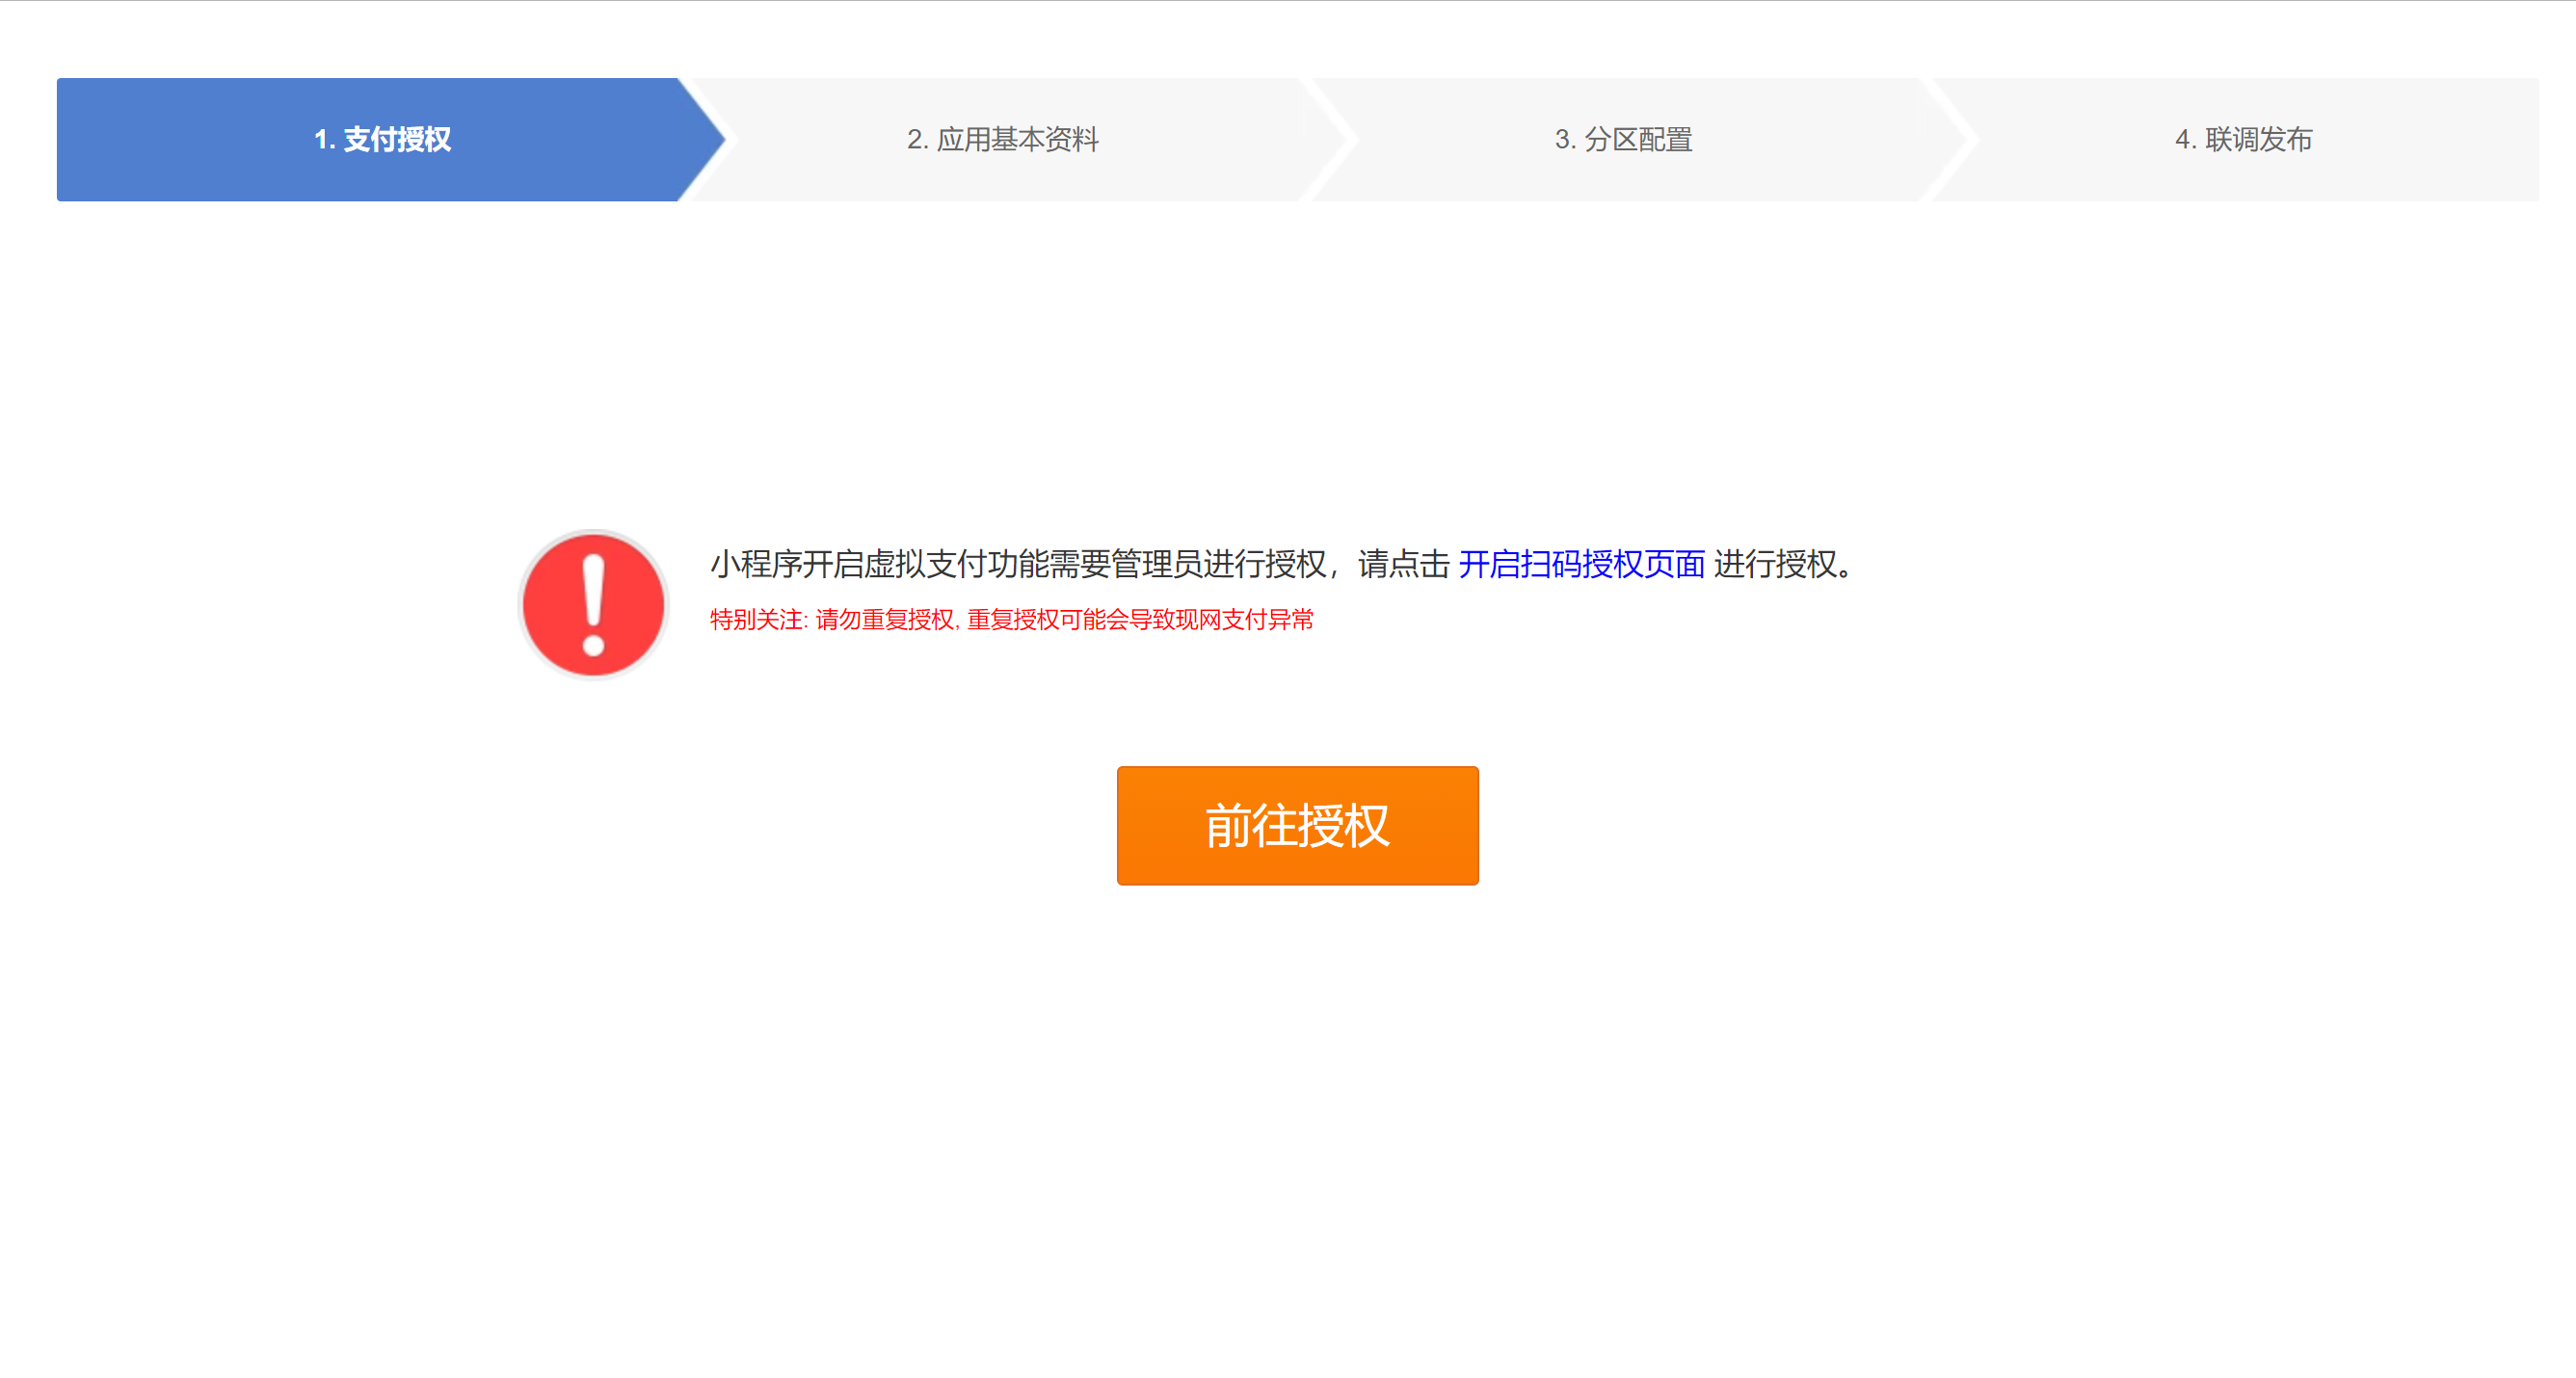 1. 支付授权
2. 应用基本资料
3. 分区配置
4. 联调发布
小程序开启虚拟支付功能需要管理员进行授权，请点击 开启扫码授权页面 进行授权。
特别关注: 请勿重复授权, 重复授权可能会导致现网支付异常
前往授权